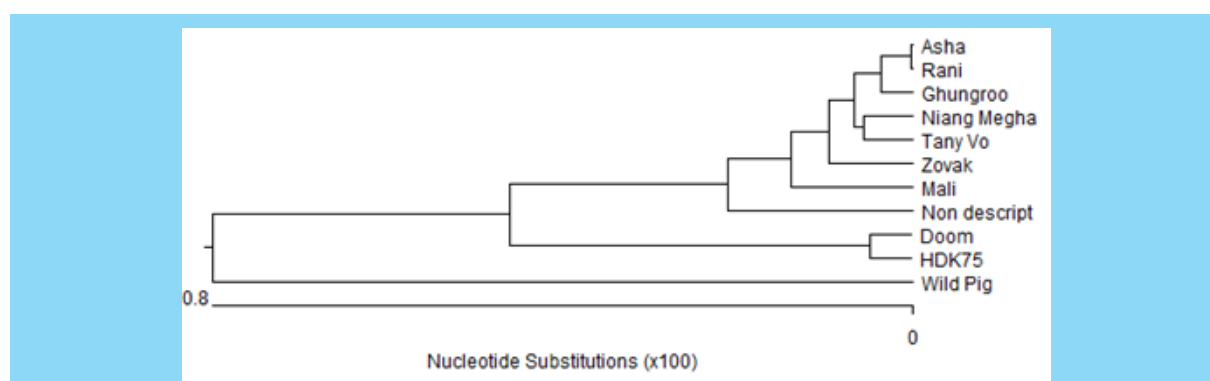 Asha
Rani
Ghungroo
Niang Megha
Tany Vo
Zovak
Mali
Non descript
Doom
HDK75
Wild Pig
0.8
0
Nucleotide Substitutions (x100)